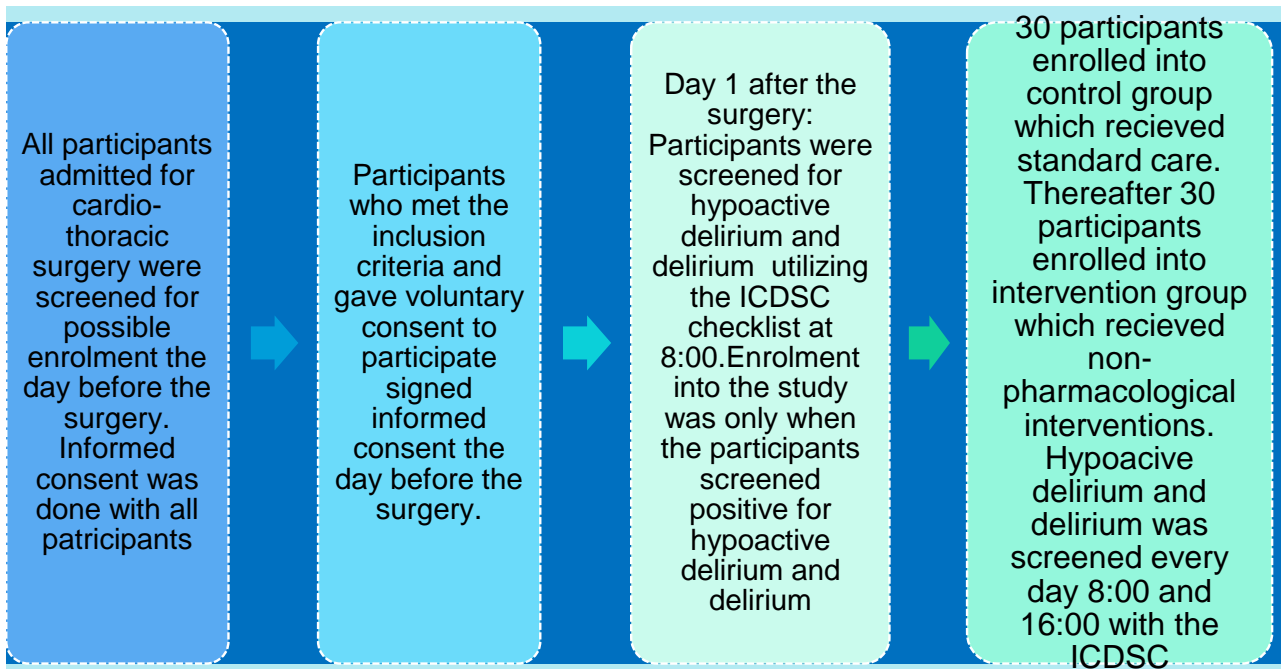 All participants
admitted for
cardio-
thoracic
surgery were
screened for
possible
enrolment the
day before the
surgery.
Informed
consent was
done with all
patricipants
Participants
who met the
inclusion
criteria and
gave voluntary
consent to
participate
signed
informed
consent the
day before the
surgery.
Day 1 after the
surgery:
Participants were
screened for
hypoactive
delirium and
delirium utilizing
the ICDSC
checklist at
8:00.Enrolment
into the study
was only when
the participants
screened
positive for
hypoactive
delirium and
delirium
30 participants
enrolled into
control group
which recieved
standard care.
Thereafter 30
participants
enrolled into
intervention group
which recieved
non-
pharmacological
interventions.
Hypoacive
delirium and
delirium was
screened every
day 8:00 and
16:00 with the
ICDSC